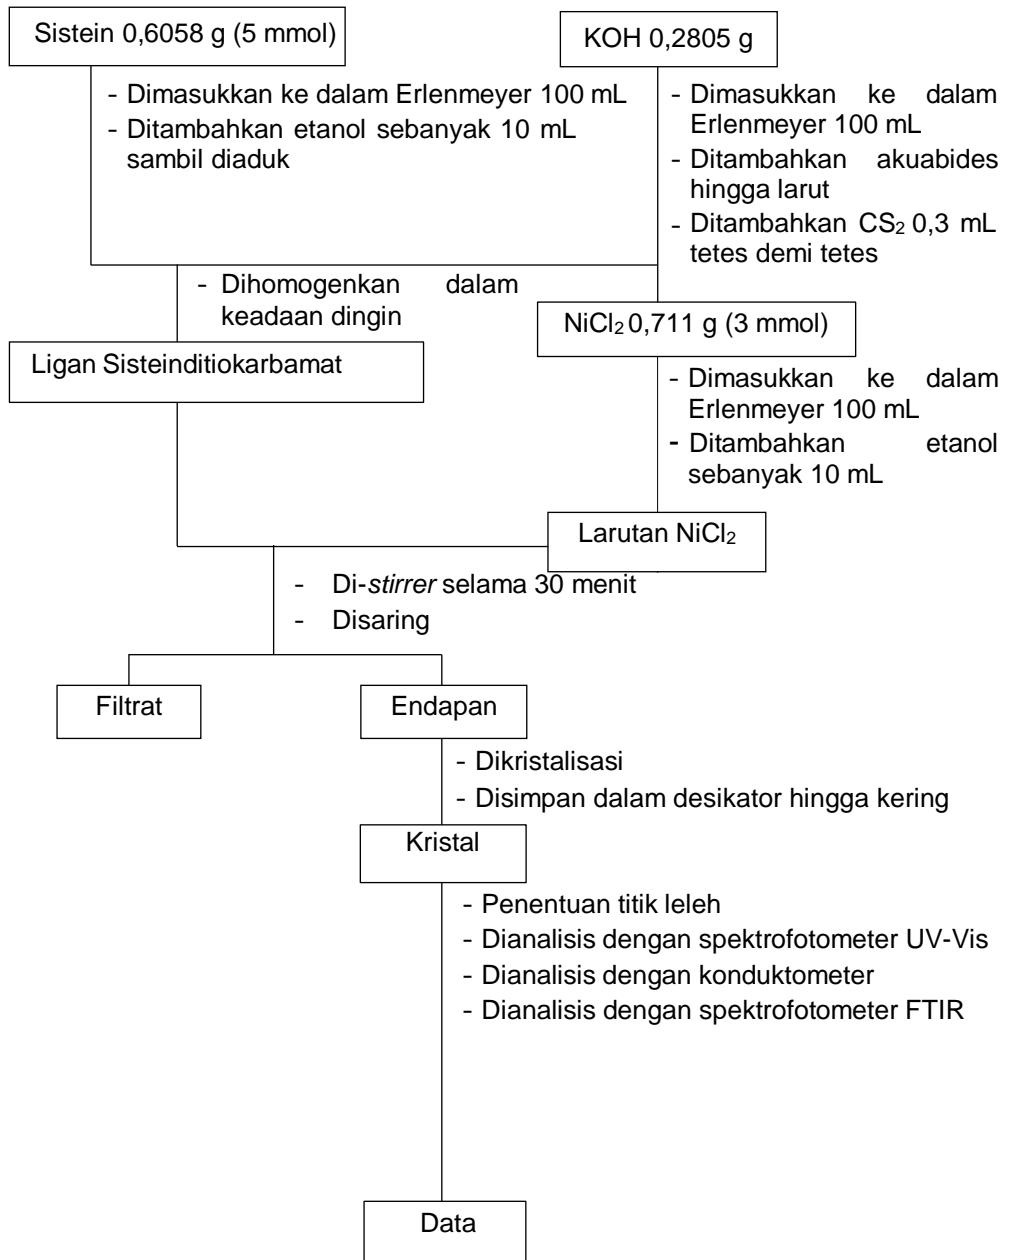 Sistein 0,6058 g (5 mmol)
- Dimasukkan ke dalam Erlenmeyer 100 mL
- Ditambahkan etanol sebanyak 10 mL
sambil diaduk
KOH 0,2805 g
- Dimasukkan ke dalam
Erlenmeyer 100 mL
- Ditambahkan akuabides
hingga larut
- Ditambahkan CS₂ 0,3 mL
tetes demi tetes
- Dihomogenkan dalam
keadaan dingin
Ligan Sisteinditiokarbamat
NiCl₂ 0,711 g (3 mmol)
- Dimasukkan ke dalam
Erlenmeyer 100 mL
- Ditambahkan etanol
sebanyak 10 mL
Larutan NiCl₂
- Di-stirrer selama 30 menit
- Disaring
Filtrat
Endapan
- Dikristalisasi
- Disimpan dalam desikator hingga kering
Kristal
- Penentuan titik leleh
- Dianalisis dengan spektrofotometer UV-Vis
- Dianalisis dengan konduktometer
- Dianalisis dengan spektrofotometer FTIR
Data